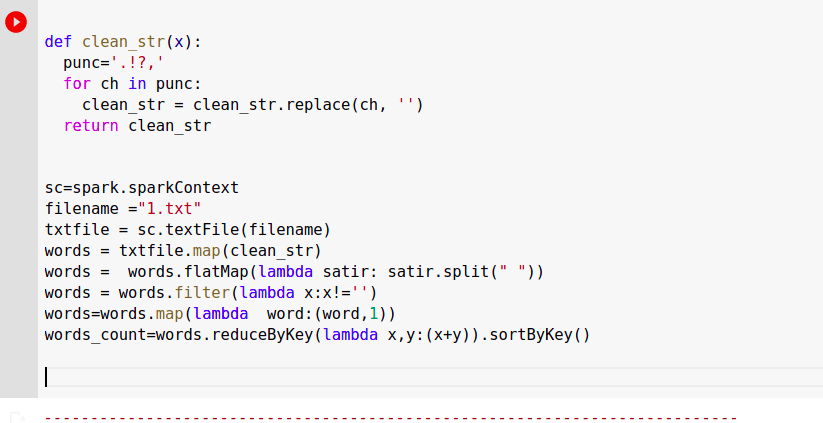 def clean_str(x):
  punc='.!?,'
  for ch in punc:
    clean_str = clean_str.replace(ch, '')
  return clean_str
sc=spark.sparkContext
filename ="1.txt"
txtfile = sc.textFile(filename)
words = txtfile.map(clean_str)
words =  words.flatMap(lambda satir: satir.split(" "))
words = words.filter(lambda x:x!='')
words=words.map(lambda  word:(word,1))
words_count=words.reduceByKey(lambda x,y:(x+y)).sortByKey()
---------------------------------------------------------------------------